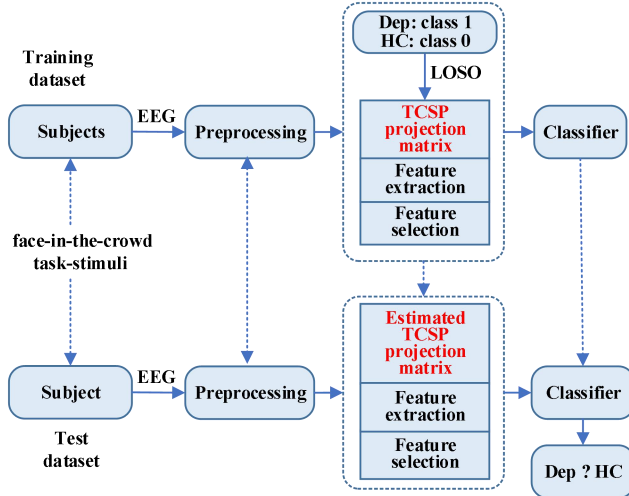 Training
dataset
Dep: class 1
HC: class 0
LOSO
Subjects
EEG
Preprocessing
TCSP
projection
matrix
Feature
extraction
Feature
selection
Classifier
face-in-the-crowd
task-stimuli
Subject
EEG
Preprocessing
Estimated
TCSP
projection
matrix
Feature
extraction
Feature
selection
Classifier
Test
dataset
Dep ? HC